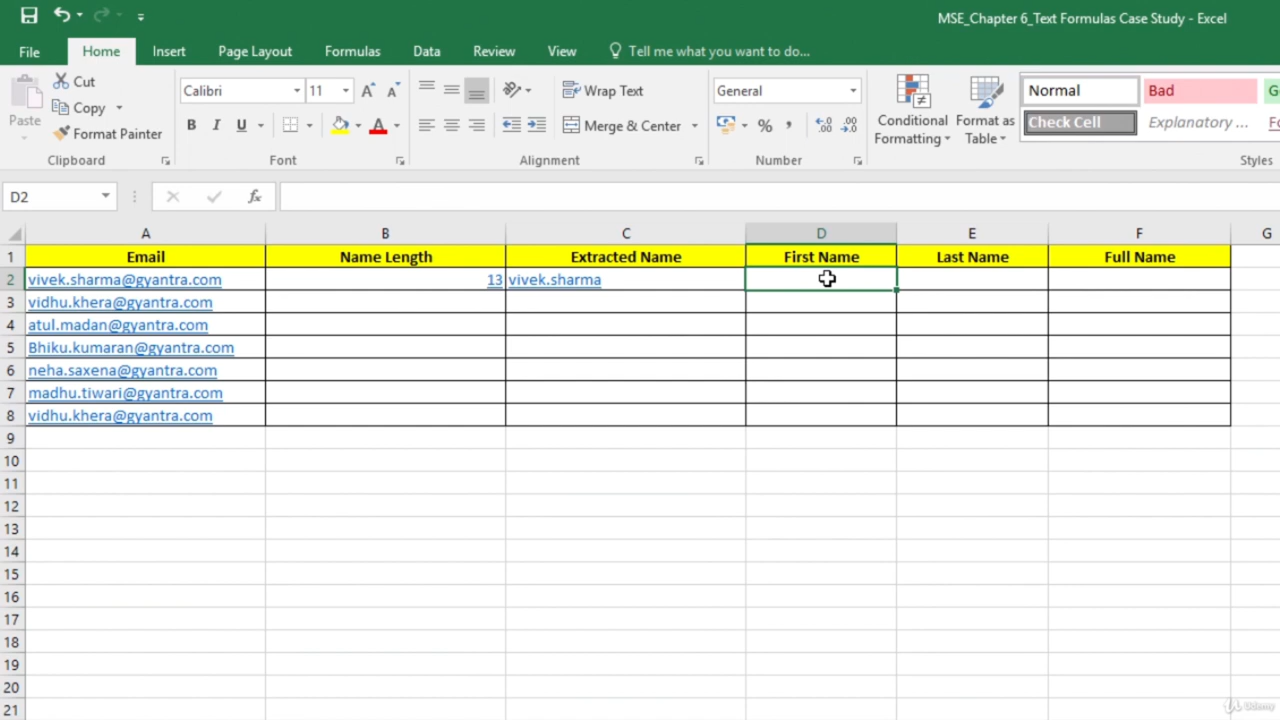 MSE_Chapter 6_Text Formulas Case Study - Excel
File Home Insert Page Layout Formulas Data Review View Tell me what you want to do...
Paste
Cut
Copy
Format Painter
Clipboard
Calibri 11
B I U
Font
Wrap Text
Merge & Center
Alignment
General
Number
Conditional Formatting
Format as Table
Normal Bad G
Check Cell Explanatory ...
Styles
D2 fx
A B C D E F G
1 Email Name Length Extracted Name First Name Last Name Full Name
2 vivek.sharma@gyantra.com 13 vivek.sharma
3 vidhu.khera@gyantra.com
4 atul.madan@gyantra.com
5 Bhiku.kumaran@gyantra.com
6 neha.saxena@gyantra.com
7 madhu.tiwari@gyantra.com
8 vidhu.khera@gyantra.com
9
10
11
12
13
14
15
16
17
18
19
20
21
Udemy